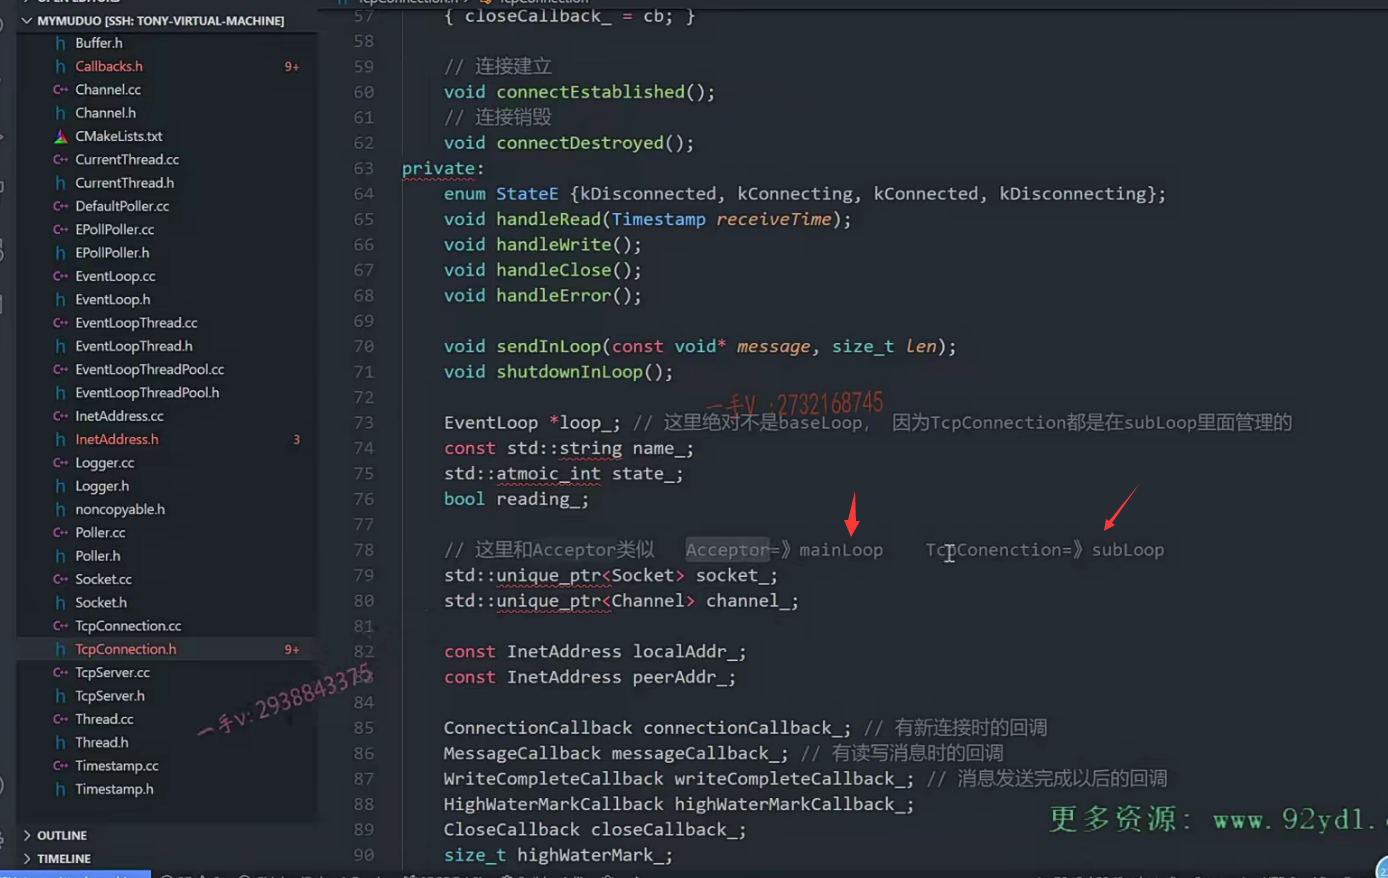 MYMUDUO [SSH: TONY-VIRTUAL-MACHINE]
h Buffer.h
h Callbacks.h 9+
C++ Channel.cc
h Channel.h
CMakeLists.txt
C++ CurrentThread.cc
h CurrentThread.h
C++ DefaultPoller.cc
C++ EPollPoller.cc
h EPollPoller.h
C++ EventLoop.cc
h EventLoop.h
C++ EventLoopThread.cc
h EventLoopThread.h
C++ EventLoopThreadPool.cc
h EventLoopThreadPool.h
C++ InetAddress.cc
h InetAddress.h 3
C++ Logger.cc
h Logger.h
h noncopyable.h
C++ Poller.cc
h Poller.h
C++ Socket.cc
h Socket.h
C++ TcpConnection.cc
h TcpConnection.h 9+
C++ TcpServer.cc
h TcpServer.h
C++ Thread.cc
h Thread.h
C++ Timestamp.cc
h Timestamp.h
OUTLINE
TIMELINE
57 { closeCallback_ = cb; }
58
59 // 连接建立
60 void connectEstablished();
61 // 连接销毁
62 void connectDestroyed();
63 private:
64 enum StateE {kDisconnected, kConnecting, kConnected, kDisconnecting};
65 void handleRead(Timestamp receiveTime);
66 void handleWrite();
67 void handleClose();
68 void handleError();
69
70 void sendInLoop(const void* message, size_t len);
71 void shutdownInLoop();
72
一手V :2732168745
73 EventLoop *loop_; // 这里绝对不是baseLoop, 因为TcpConnection都是在subLoop里面管理的
74 const std::string name_;
75 std::atmoic_int state_;
76 bool reading_;
77
78 // 这里和Acceptor类似 Acceptor=》mainLoop TcpConenction=》subLoop
79 std::unique_ptr<Socket> socket_;
80 std::unique_ptr<Channel> channel_;
81
82 const InetAddress localAddr_;
83 const InetAddress peerAddr_;
84
85 ConnectionCallback connectionCallback_; // 有新连接时的回调
86 MessageCallback messageCallback_; // 有读写消息时的回调
87 WriteCompleteCallback writeCompleteCallback_; // 消息发送完成以后的回调
88 HighWaterMarkCallback highWaterMarkCallback_;
89 CloseCallback closeCallback_;
90 size_t highWaterMark_;
一手v: 2938843375
更多资源: www.92ydl.